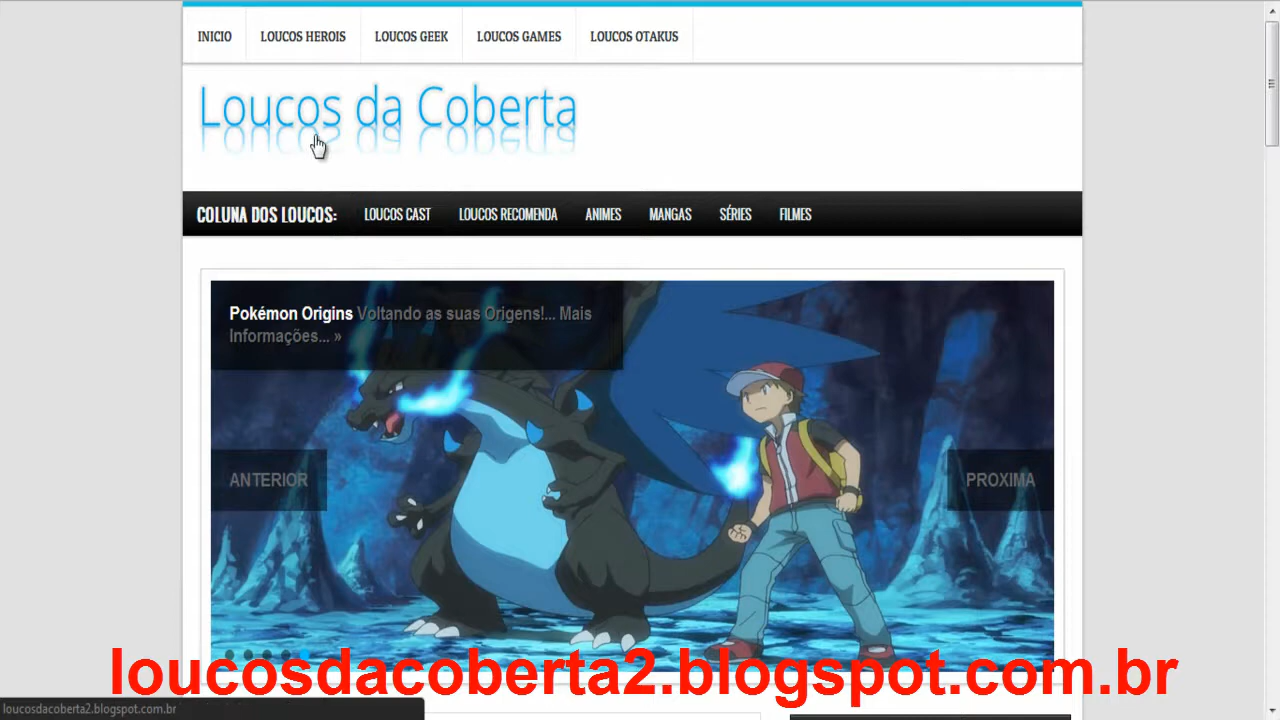 INICIO LOUCOS HEROIS LOUCOS GEEK LOUCOS GAMES LOUCOS OTAKUS
Loucos da Coberta
COLUNA DOS LOUCOS: LOUCOS CAST LOUCOS RECOMENDA ANIMES MANGAS SÉRIES FILMES
Pokémon Origins Voltando as suas Origens!... Mais
Informações... »
ANTERIOR PROXIMA
loucosdacoberta2.blogspot.com.br
loucosdacoberta2.blogspot.com.br